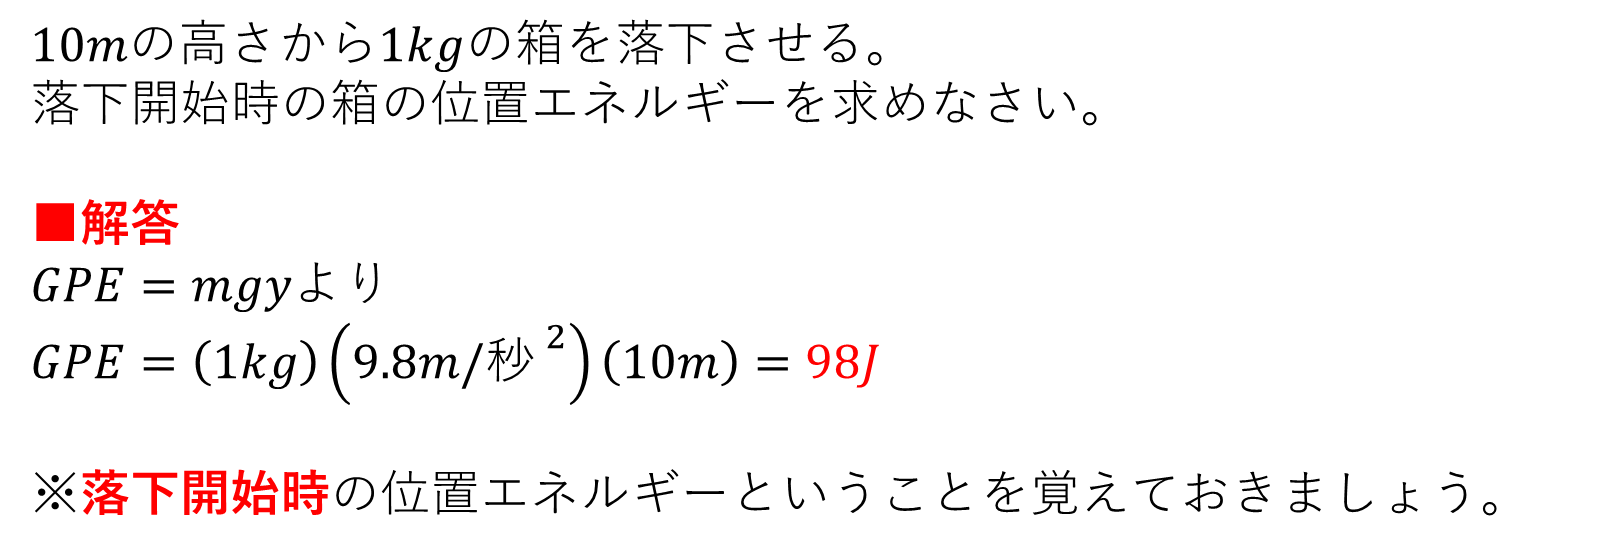 10mの高さから1kgの箱を落下させる。
落下開始時の箱の位置エネルギーを求めなさい。
■解答
GPE = mgyより
GPE = (1kg)(9.8m/秒²)(10m) = 98J
※落下開始時の位置エネルギーということを覚えておきましょう。